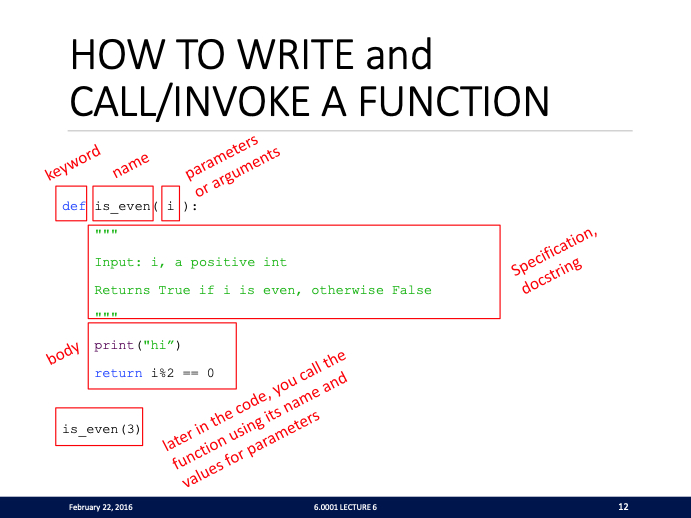 HOW TO WRITE and
CALL/INVOKE A FUNCTION
keyword
name
parameters
or arguments
def is_even( i ):
"""
Input: i, a positive int
Returns True if i is even, otherwise False
"""
Specification,
docstring
body
print("hi”)
return i%2 == 0
is_even(3)
later in the code, you call the
function using its name and
values for parameters
February 22, 2016
6.0001 LECTURE 6
12